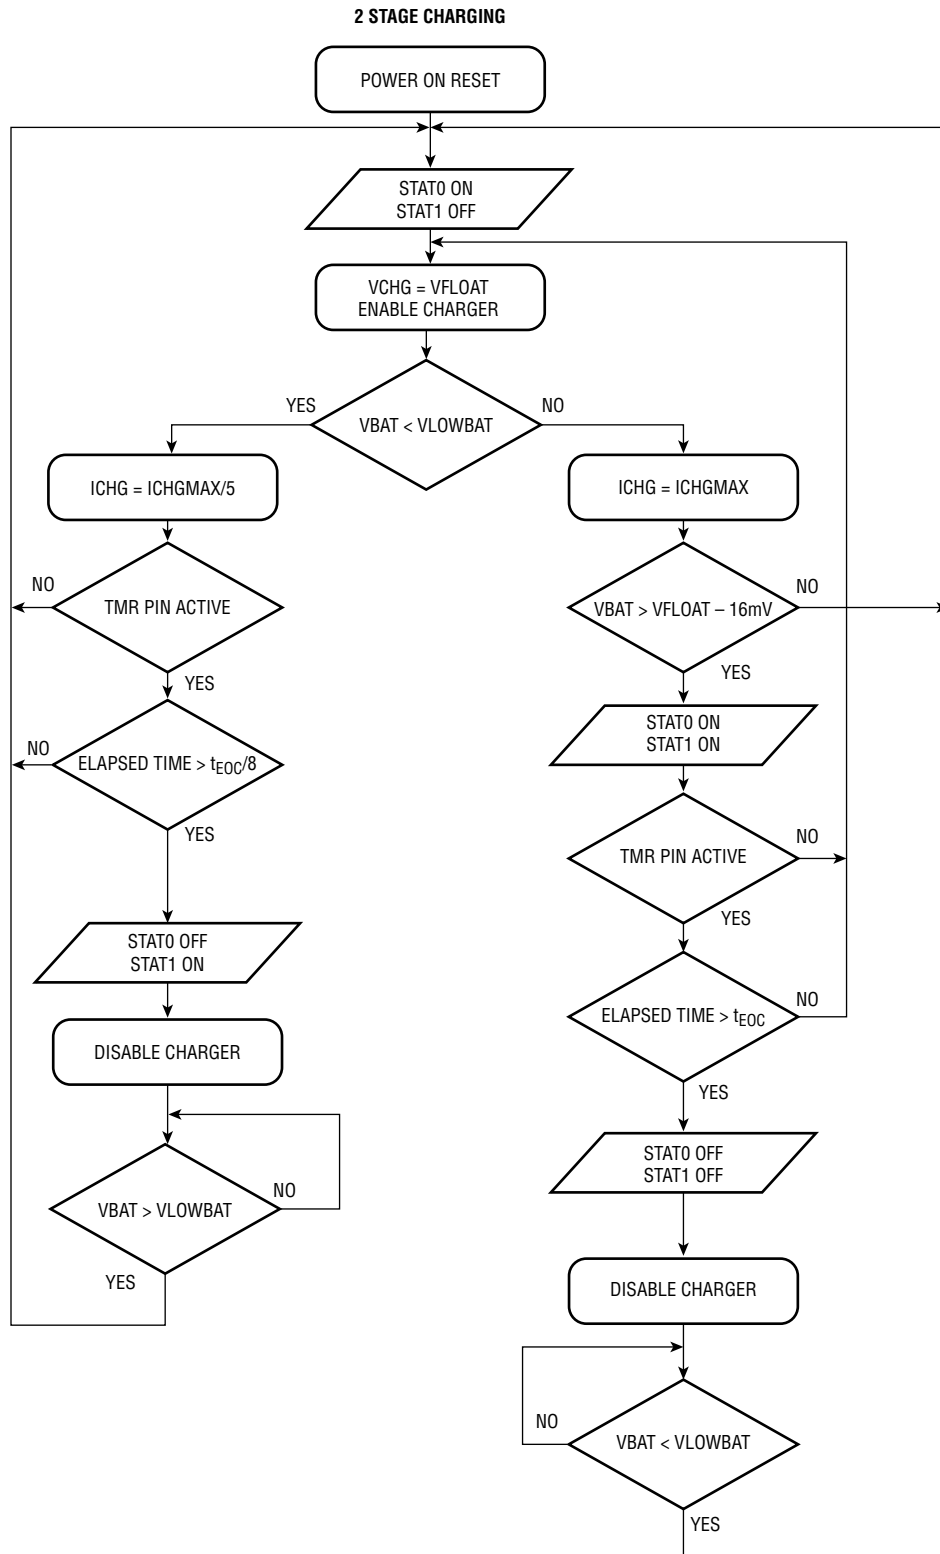 2 STAGE CHARGING
POWER ON RESET
STAT0 ON
STAT1 OFF
VCHG = VFLOAT
ENABLE CHARGER
YES
VBAT < VLOWBAT
NO
ICHG = ICHGMAX/5
ICHG = ICHGMAX
NO
TMR PIN ACTIVE
YES
VBAT > VFLOAT – 16mV
NO
YES
NO
ELAPSED TIME > tEOC/8
YES
STAT0 ON
STAT1 ON
TMR PIN ACTIVE
NO
YES
STAT0 OFF
STAT1 ON
ELAPSED TIME > tEOC
NO
YES
DISABLE CHARGER
VBAT > VLOWBAT
NO
YES
STAT0 OFF
STAT1 OFF
DISABLE CHARGER
NO
VBAT < VLOWBAT
YES